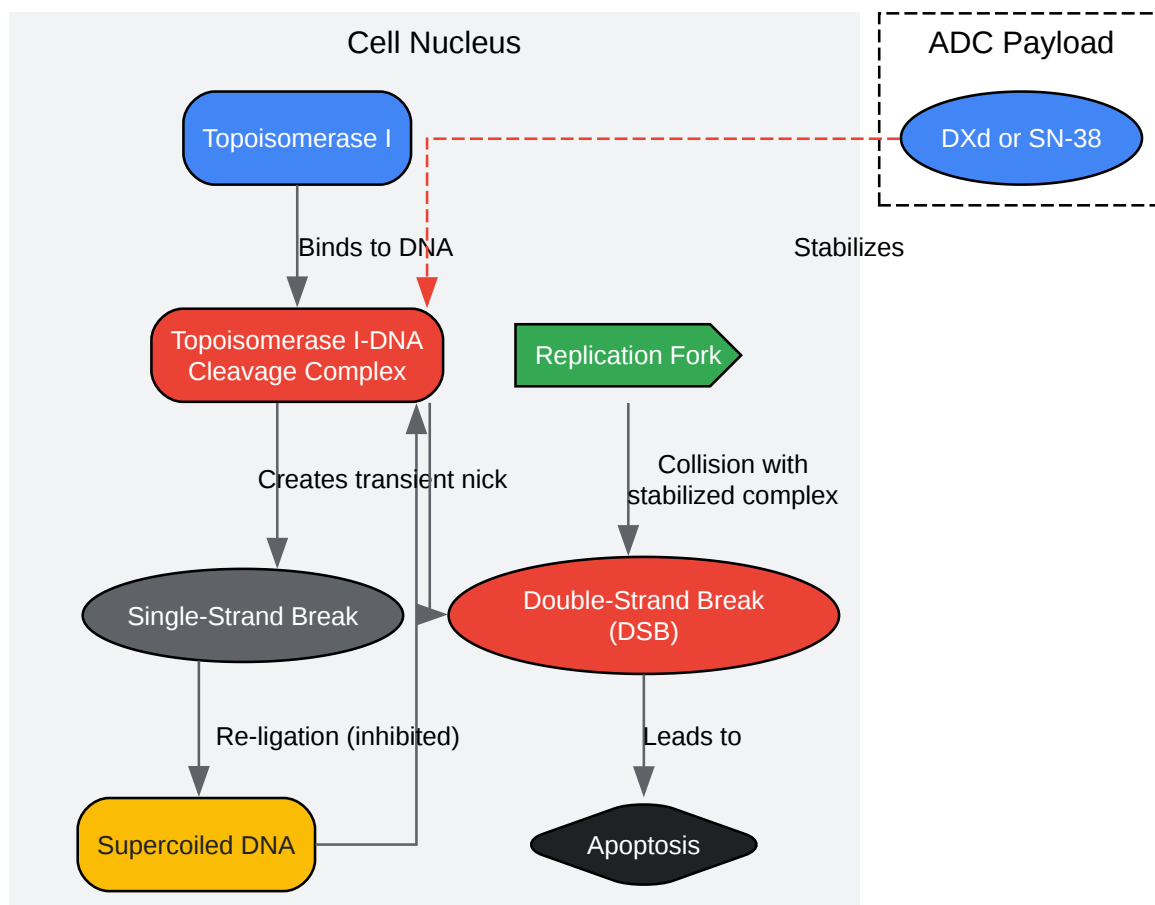 Cell Nucleus
ADC Payload
Topoisomerase I
DXd or SN-38
Binds to DNA
Stabilizes
Topoisomerase I-DNA
Cleavage Complex
Replication Fork
Creates transient nick
Collision with
stabilized complex
Single-Strand Break
Double-Strand Break
(DSB)
Re-ligation (inhibited)
Leads to
Supercoiled DNA
Apoptosis